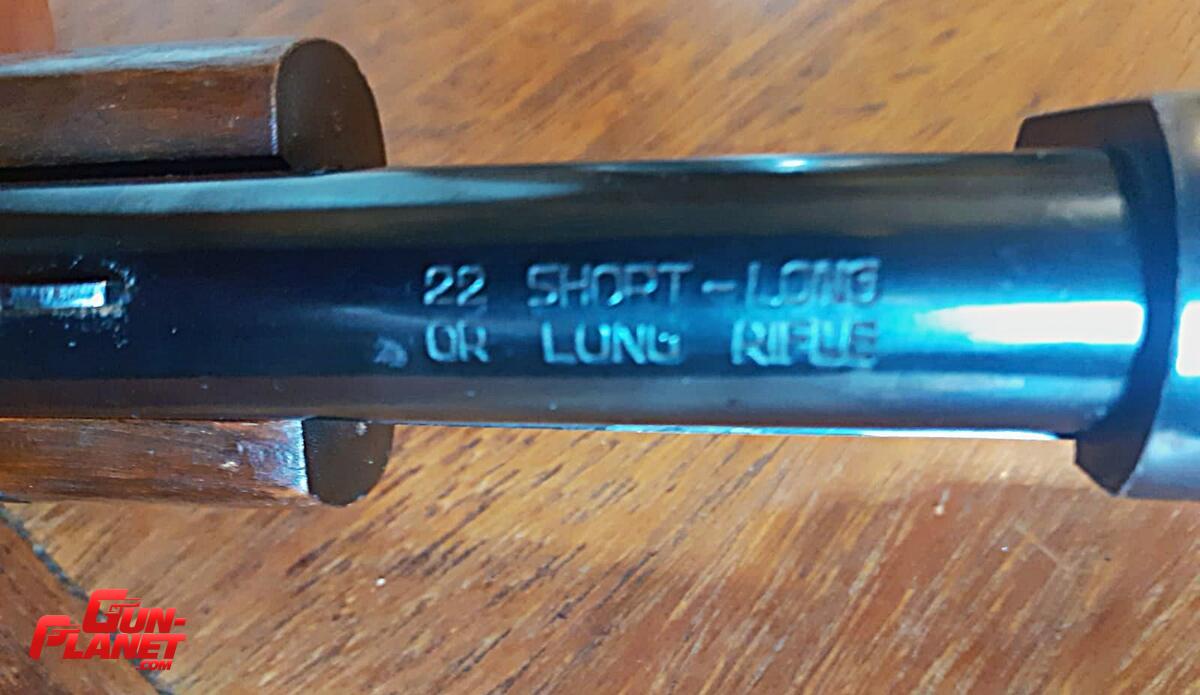 22 SHORT-LONG
OR LONG RIFLE
GUN-
PLANET
.COM